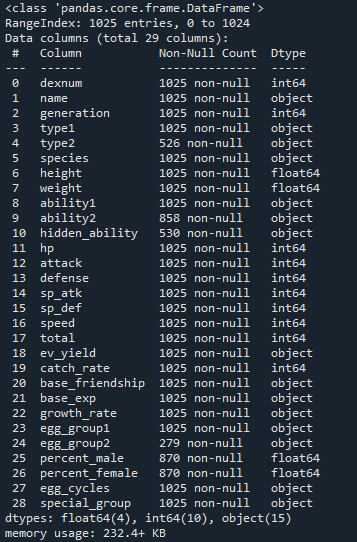 <class 'pandas.core.frame.DataFrame'>
RangeIndex: 1025 entries, 0 to 1024
Data columns (total 29 columns):
 #   Column           Non-Null Count  Dtype
---  ------           --------------  -----
 0   dexnum           1025 non-null   int64
 1   name             1025 non-null   object
 2   generation       1025 non-null   int64
 3   type1            1025 non-null   object
 4   type2            526 non-null    object
 5   species          1025 non-null   object
 6   height           1025 non-null   float64
 7   weight           1025 non-null   float64
 8   ability1         1025 non-null   object
 9   ability2         858 non-null    object
 10  hidden_ability   530 non-null    object
 11  hp               1025 non-null   int64
 12  attack           1025 non-null   int64
 13  defense          1025 non-null   int64
 14  sp_atk           1025 non-null   int64
 15  sp_def           1025 non-null   int64
 16  speed            1025 non-null   int64
 17  total            1025 non-null   int64
 18  ev_yield         1025 non-null   object
 19  catch_rate       1025 non-null   int64
 20  base_friendship  1025 non-null   object
 21  base_exp         1025 non-null   object
 22  growth_rate      1025 non-null   object
 23  egg_group1       1025 non-null   object
 24  egg_group2       279 non-null    object
 25  percent_male     870 non-null    float64
 26  percent_female   870 non-null    float64
 27  egg_cycles       1025 non-null   object
 28  special_group    1025 non-null   object
dtypes: float64(4), int64(10), object(15)
memory usage: 232.4+ KB